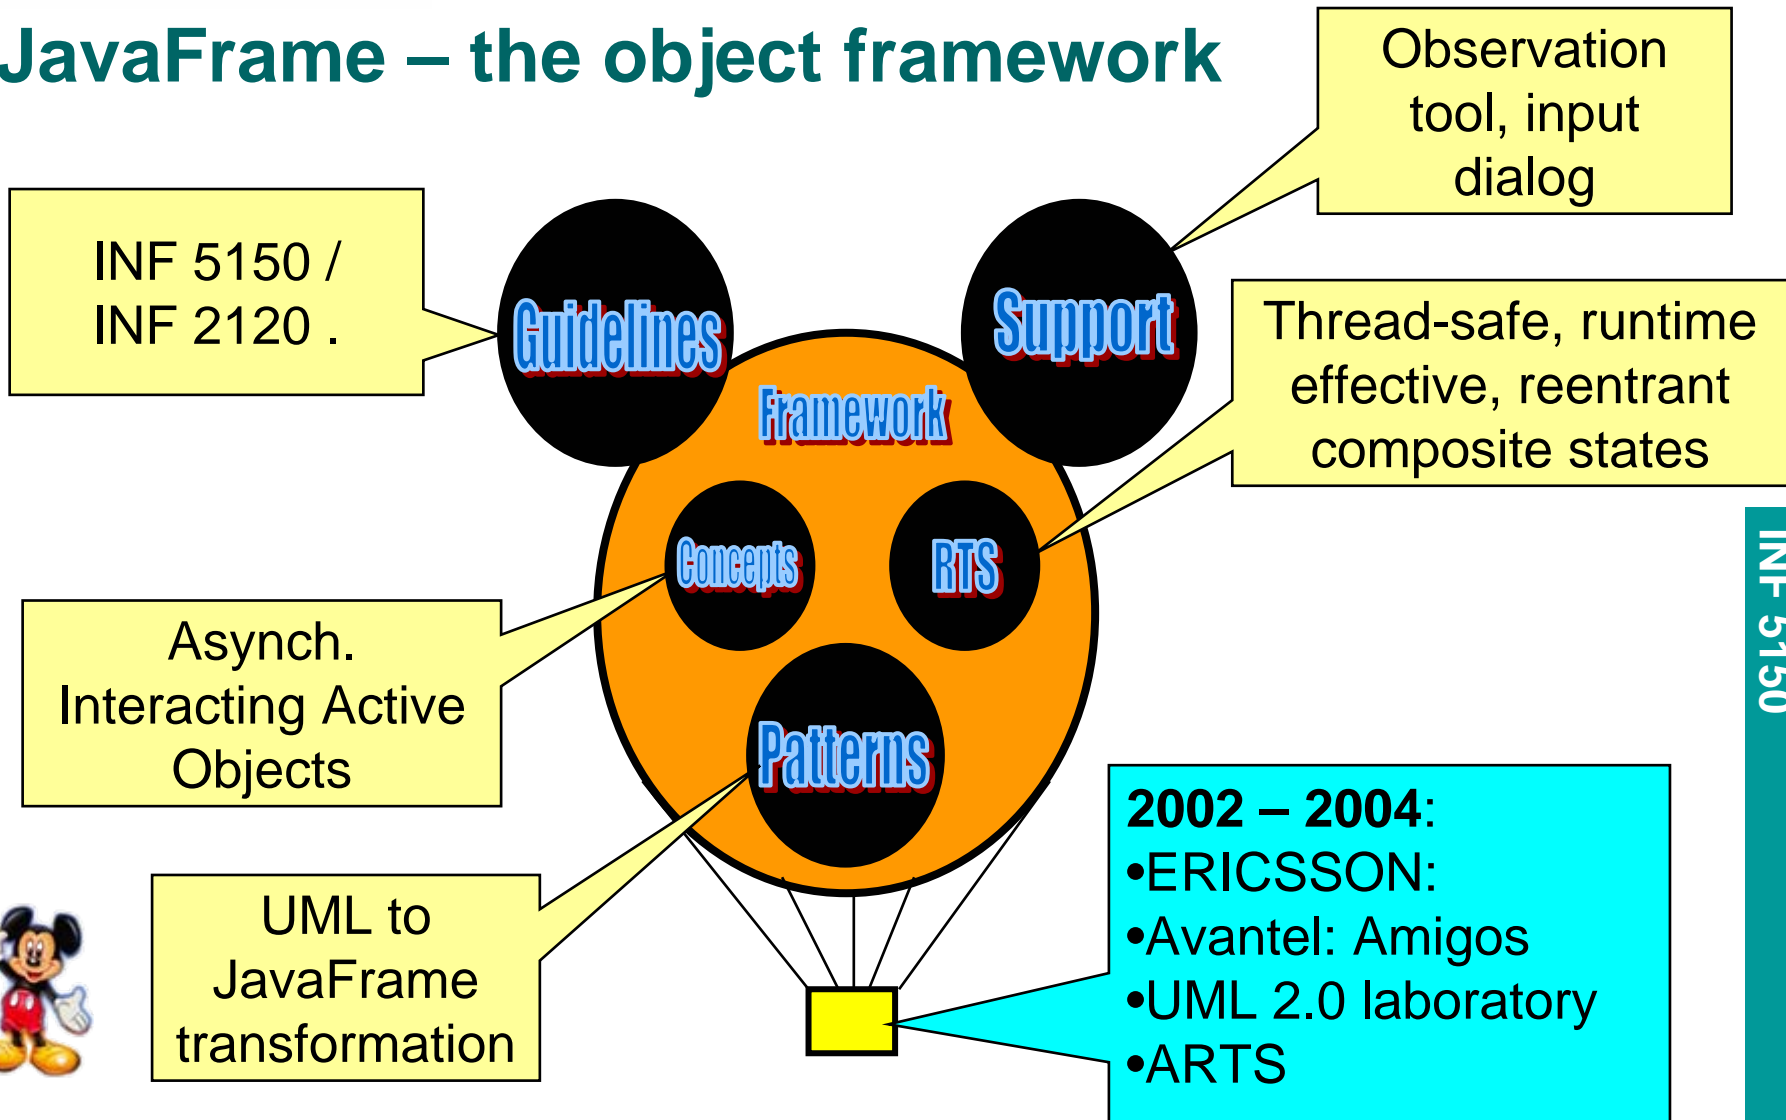 JavaFrame – the object framework
Observation
tool, input
dialog
INF 5150 /
INF 2120 .
Guidelines
Support
Thread-safe, runtime
effective, reentrant
composite states
Framework
Concepts
RTS
Asynch.
Interacting Active
Objects
Patterns
UML to
JavaFrame
transformation
2002 – 2004:
•ERICSSON:
•Avantel: Amigos
•UML 2.0 laboratory
•ARTS
INF 5150